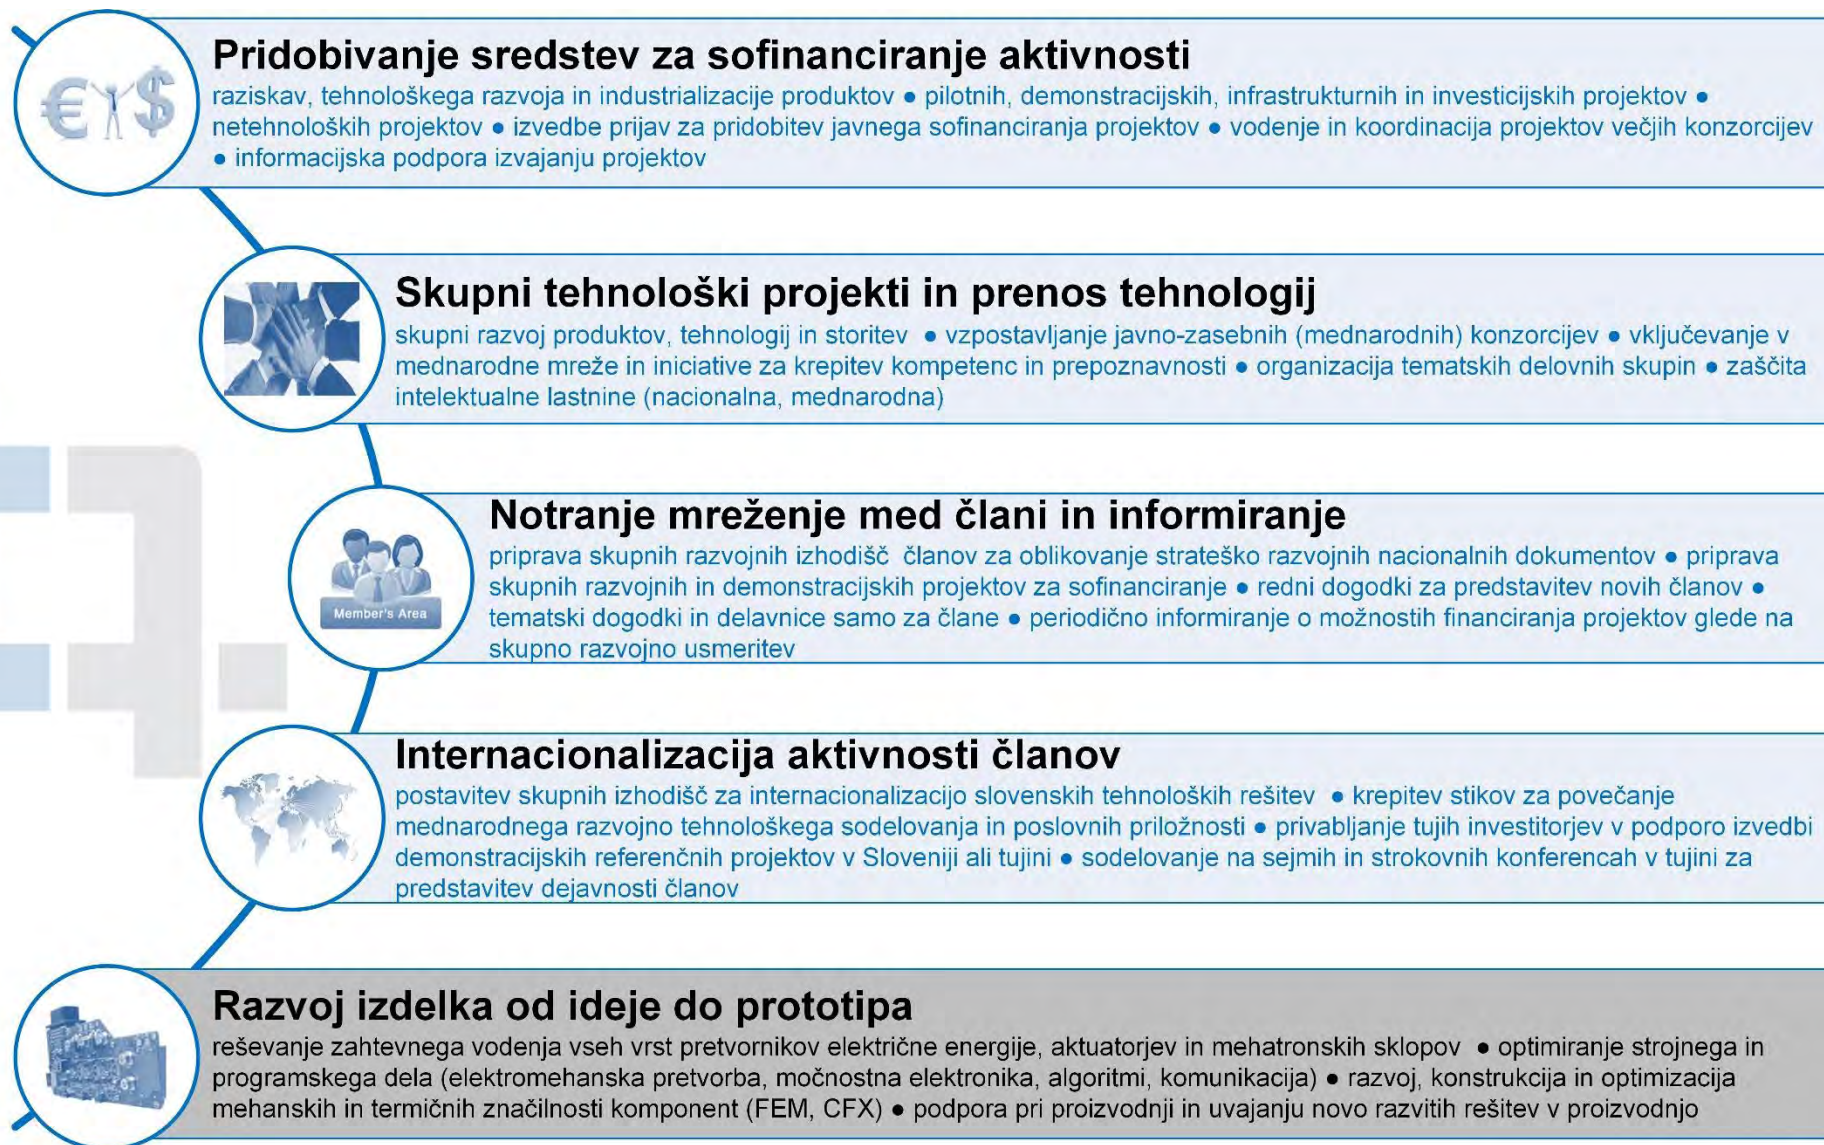 Pridobivanje sredstev za sofinanciranje aktivnosti
raziskav, tehnološkega razvoja in industrializacije produktov ● pilotnih, demonstracijskih, infrastrukturnih in investicijskih projektov ●
netehnoloških projektov ● izvedbe prijav za pridobitev javnega sofinanciranja projektov ● vodenje in koordinacija projektov večjih konzorcijev
● informacijska podpora izvajanju projektov
€ $
Skupni tehnološki projekti in prenos tehnologij
skupni razvoj produktov, tehnologij in storitev ● vzpostavljanje javno-zasebnih (mednarodnih) konzorcijev ● vključevanje v
mednarodne mreže in iniciative za krepitev kompetenc in prepoznavnosti ● organizacija tematskih delovnih skupin ● zaščita
intelektualne lastnine (nacionalna, mednarodna)
Notranje mreženje med člani in informiranje
priprava skupnih razvojnih izhodišč članov za oblikovanje strateško razvojnih nacionalnih dokumentov ● priprava
skupnih razvojnih in demonstracijskih projektov za sofinanciranje ● redni dogodki za predstavitev novih članov ●
tematski dogodki in delavnice samo za člane ● periodično informiranje o možnostih financiranja projektov glede na
skupno razvojno usmeritev
Member's Area
Internacionalizacija aktivnosti članov
postavitev skupnih izhodišč za internacionalizacijo slovenskih tehnoloških rešitev ● krepitev stikov za povečanje
mednarodnega razvojno tehnološkega sodelovanja in poslovnih priložnosti ● privabljanje tujih investitorjev v podporo izvedbi
demonstracijskih referenčnih projektov v Sloveniji ali tujini ● sodelovanje na sejmih in strokovnih konferencah v tujini za
predstavitev dejavnosti članov
Razvoj izdelka od ideje do prototipa
reševanje zahtevnega vodenja vseh vrst pretvornikov električne energije, aktuatorjev in mehatronskih sklopov ● optimiranje strojnega in
programskega dela (elektromehanska pretvorba, močnostna elektronika, algoritmi, komunikacija) ● razvoj, konstrukcija in optimizacija
mehanskih in termičnih značilnosti komponent (FEM, CFX) ● podpora pri proizvodnji in uvajanju novo razvitih rešitev v proizvodnjo